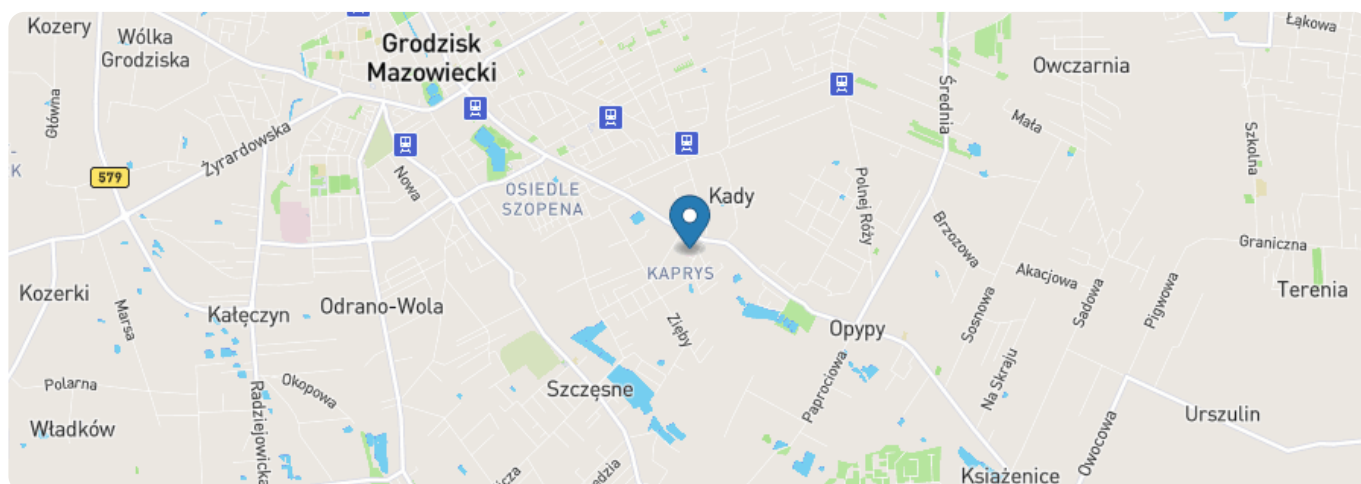 Kozery
Wólka
Grodziska
Grodzisk
Mazowiecki
Łąkowa
Owczarnia
Główna
Żyrardowska
Średnia
Mała
Szkolna
K
579
Nowa
OSIEDLE
SZOPENA
Kady
Polnej Róży
Brzozowa
Graniczna
KAPRYS
Akacjowa
Sadowa
Pigwowa
Terenia
Kozerki
Marsa
Kałęczyn
Odrano-Wola
Zięby
Opypy
Sosnowa
Polarna
Okopowa
Radziejowicka
Szczęsne
Paprociowa
Na Skraju
Urszulin
Władków
Owocowa
icza
edzia
Książenice